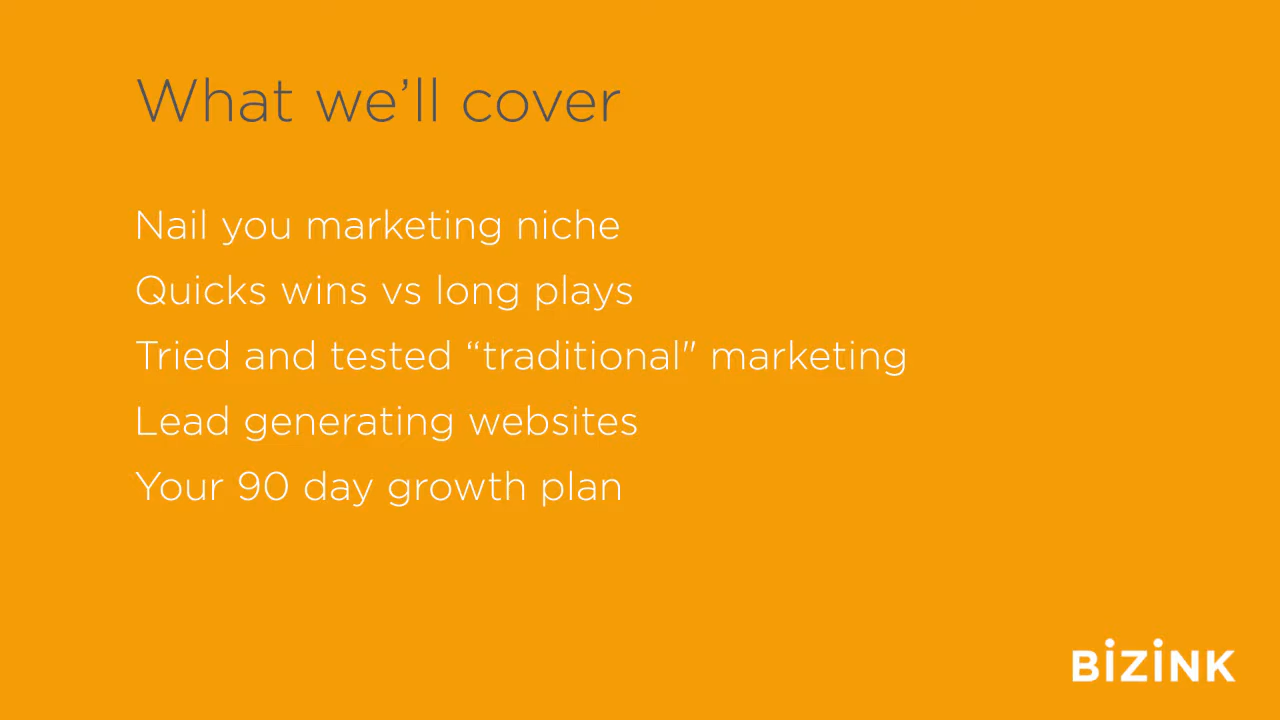 What we’ll cover
Nail you marketing niche
Quicks wins vs long plays
Tried and tested “traditional" marketing
Lead generating websites
Your 90 day growth plan
BiZiNK